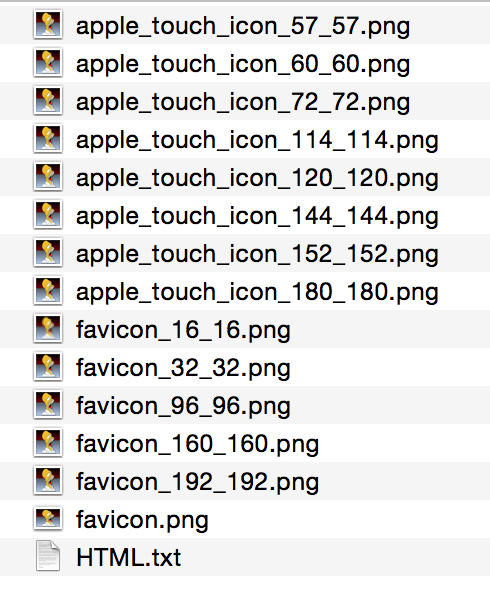 apple_touch_icon_57_57.png
apple_touch_icon_60_60.png
apple_touch_icon_72_72.png
apple_touch_icon_114_114.png
apple_touch_icon_120_120.png
apple_touch_icon_144_144.png
apple_touch_icon_152_152.png
apple_touch_icon_180_180.png
favicon_16_16.png
favicon_32_32.png
favicon_96_96.png
favicon_160_160.png
favicon_192_192.png
favicon.png
HTML.txt